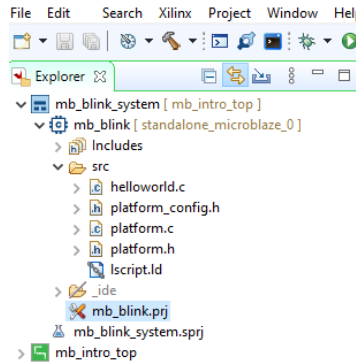 File Edit Search Xilinx Project Window Hel
Explorer
mb_blink_system [ mb_intro_top ]
mb_blink [ standalone_microblaze_0 ]
Includes
src
helloworld.c
platform_config.h
platform.c
platform.h
lscript.ld
_ide
mb_blink.prj
mb_blink_system.sprj
mb_intro_top